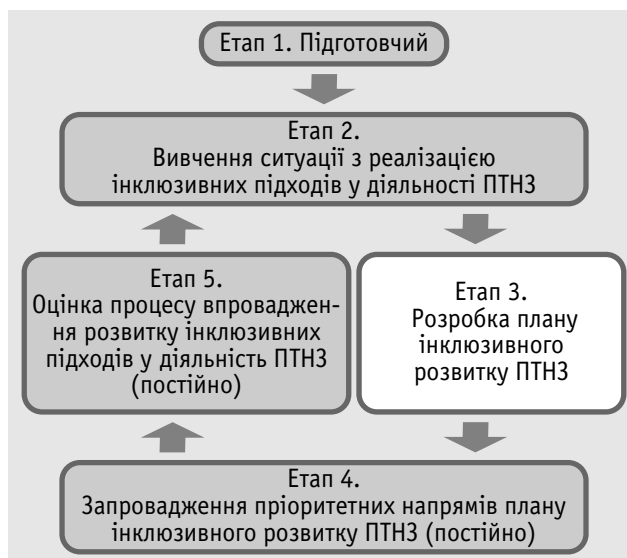 Етап 1. Підготовчий
Етап 2.
Вивчення ситуації з реалізацією
інклюзивних підходів у діяльності ПТНЗ
Етап 5.
Оцінка процесу впроваджен-
ня розвитку інклюзивних
підходів у діяльність ПТНЗ
(постійно)
Етап 3.
Розробка плану
інклюзивного
розвитку ПТНЗ
Етап 4.
Запровадження пріоритетних напрямів плану
інклюзивного розвитку ПТНЗ (постійно)